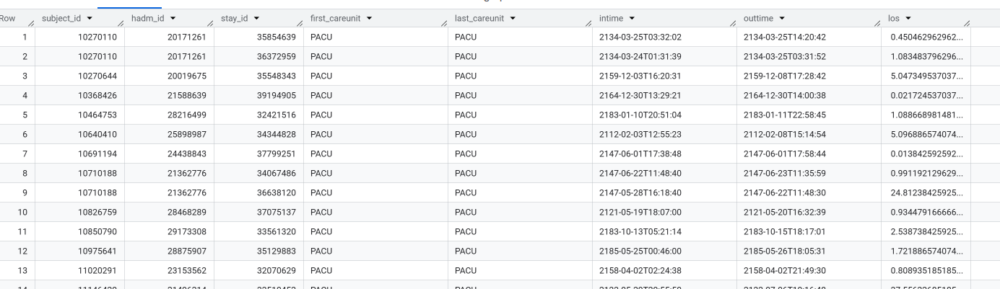 Row subject_id hadm_id stay_id first_careunit last_careunit intime outtime los
1 10270110 20171261 35854639 PACU PACU 2134-03-25T03:32:02 2134-03-25T14:20:42 0.450462962962...
2 10270110 20171261 36372959 PACU PACU 2134-03-24T01:31:39 2134-03-25T03:31:52 1.083483796296...
3 10270644 20019675 35548343 PACU PACU 2159-12-03T16:20:31 2159-12-08T17:28:42 5.047349537037...
4 10368426 21588639 39194905 PACU PACU 2164-12-30T13:29:21 2164-12-30T14:00:38 0.021724537037...
5 10464753 28216499 32421516 PACU PACU 2183-01-10T20:51:04 2183-01-11T22:58:45 1.088668981481...
6 10640410 25898987 34344828 PACU PACU 2112-02-03T12:55:23 2112-02-08T15:14:54 5.096886574074...
7 10691194 24438843 37799251 PACU PACU 2147-06-01T17:38:48 2147-06-01T17:58:44 0.013842592592...
8 10710188 21362776 34067486 PACU PACU 2147-06-22T11:48:40 2147-06-23T11:35:59 0.991192129629...
9 10710188 21362776 36638120 PACU PACU 2147-05-28T16:18:40 2147-06-22T11:48:30 24.81238425925...
10 10826759 28468289 37075137 PACU PACU 2121-05-19T18:07:00 2121-05-20T16:32:39 0.934479166666...
11 10850790 29173308 33561320 PACU PACU 2183-10-13T05:21:14 2183-10-15T18:17:01 2.538738425925...
12 10975641 28875907 35129883 PACU PACU 2185-05-25T00:46:00 2185-05-26T18:05:31 1.721886574074...
13 11020291 23153562 32070629 PACU PACU 2158-04-02T02:24:38 2158-04-02T21:49:30 0.808935185185...